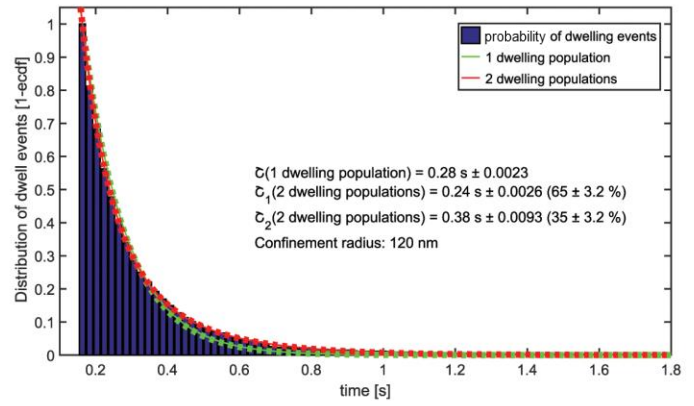 probability of dwelling events
1 dwelling population
2 dwelling populations
Distribution of dwell events [1-ecdf]
1
0.9
0.8
0.7
0.6
0.5
0.4
0.3
0.2
0.1
0
τ(1 dwelling population) = 0.28 s ± 0.0023
τ1(2 dwelling populations) = 0.24 s ± 0.0026 (65 ± 3.2 %)
τ2(2 dwelling populations) = 0.38 s ± 0.0093 (35 ± 3.2 %)
Confinement radius: 120 nm
0.2 0.4 0.6 0.8 1 1.2 1.4 1.6 1.8
time [s]